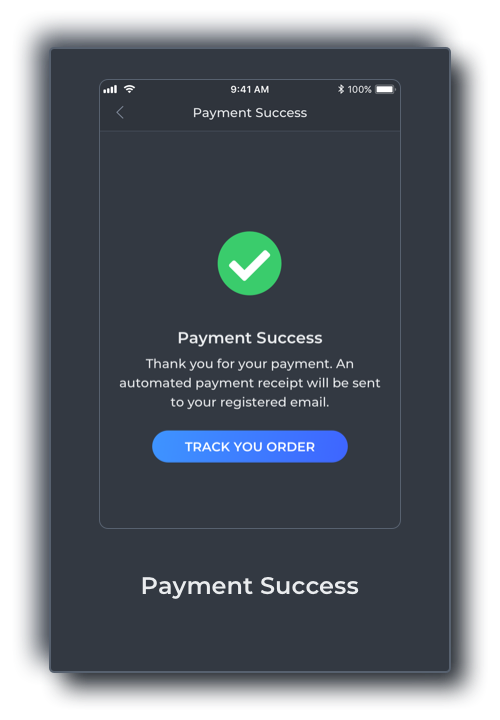 9:41 AM
100%
Payment Success
Payment Success
Thank you for your payment. An
automated payment receipt will be sent
to your registered email.
TRACK YOU ORDER
Payment Success